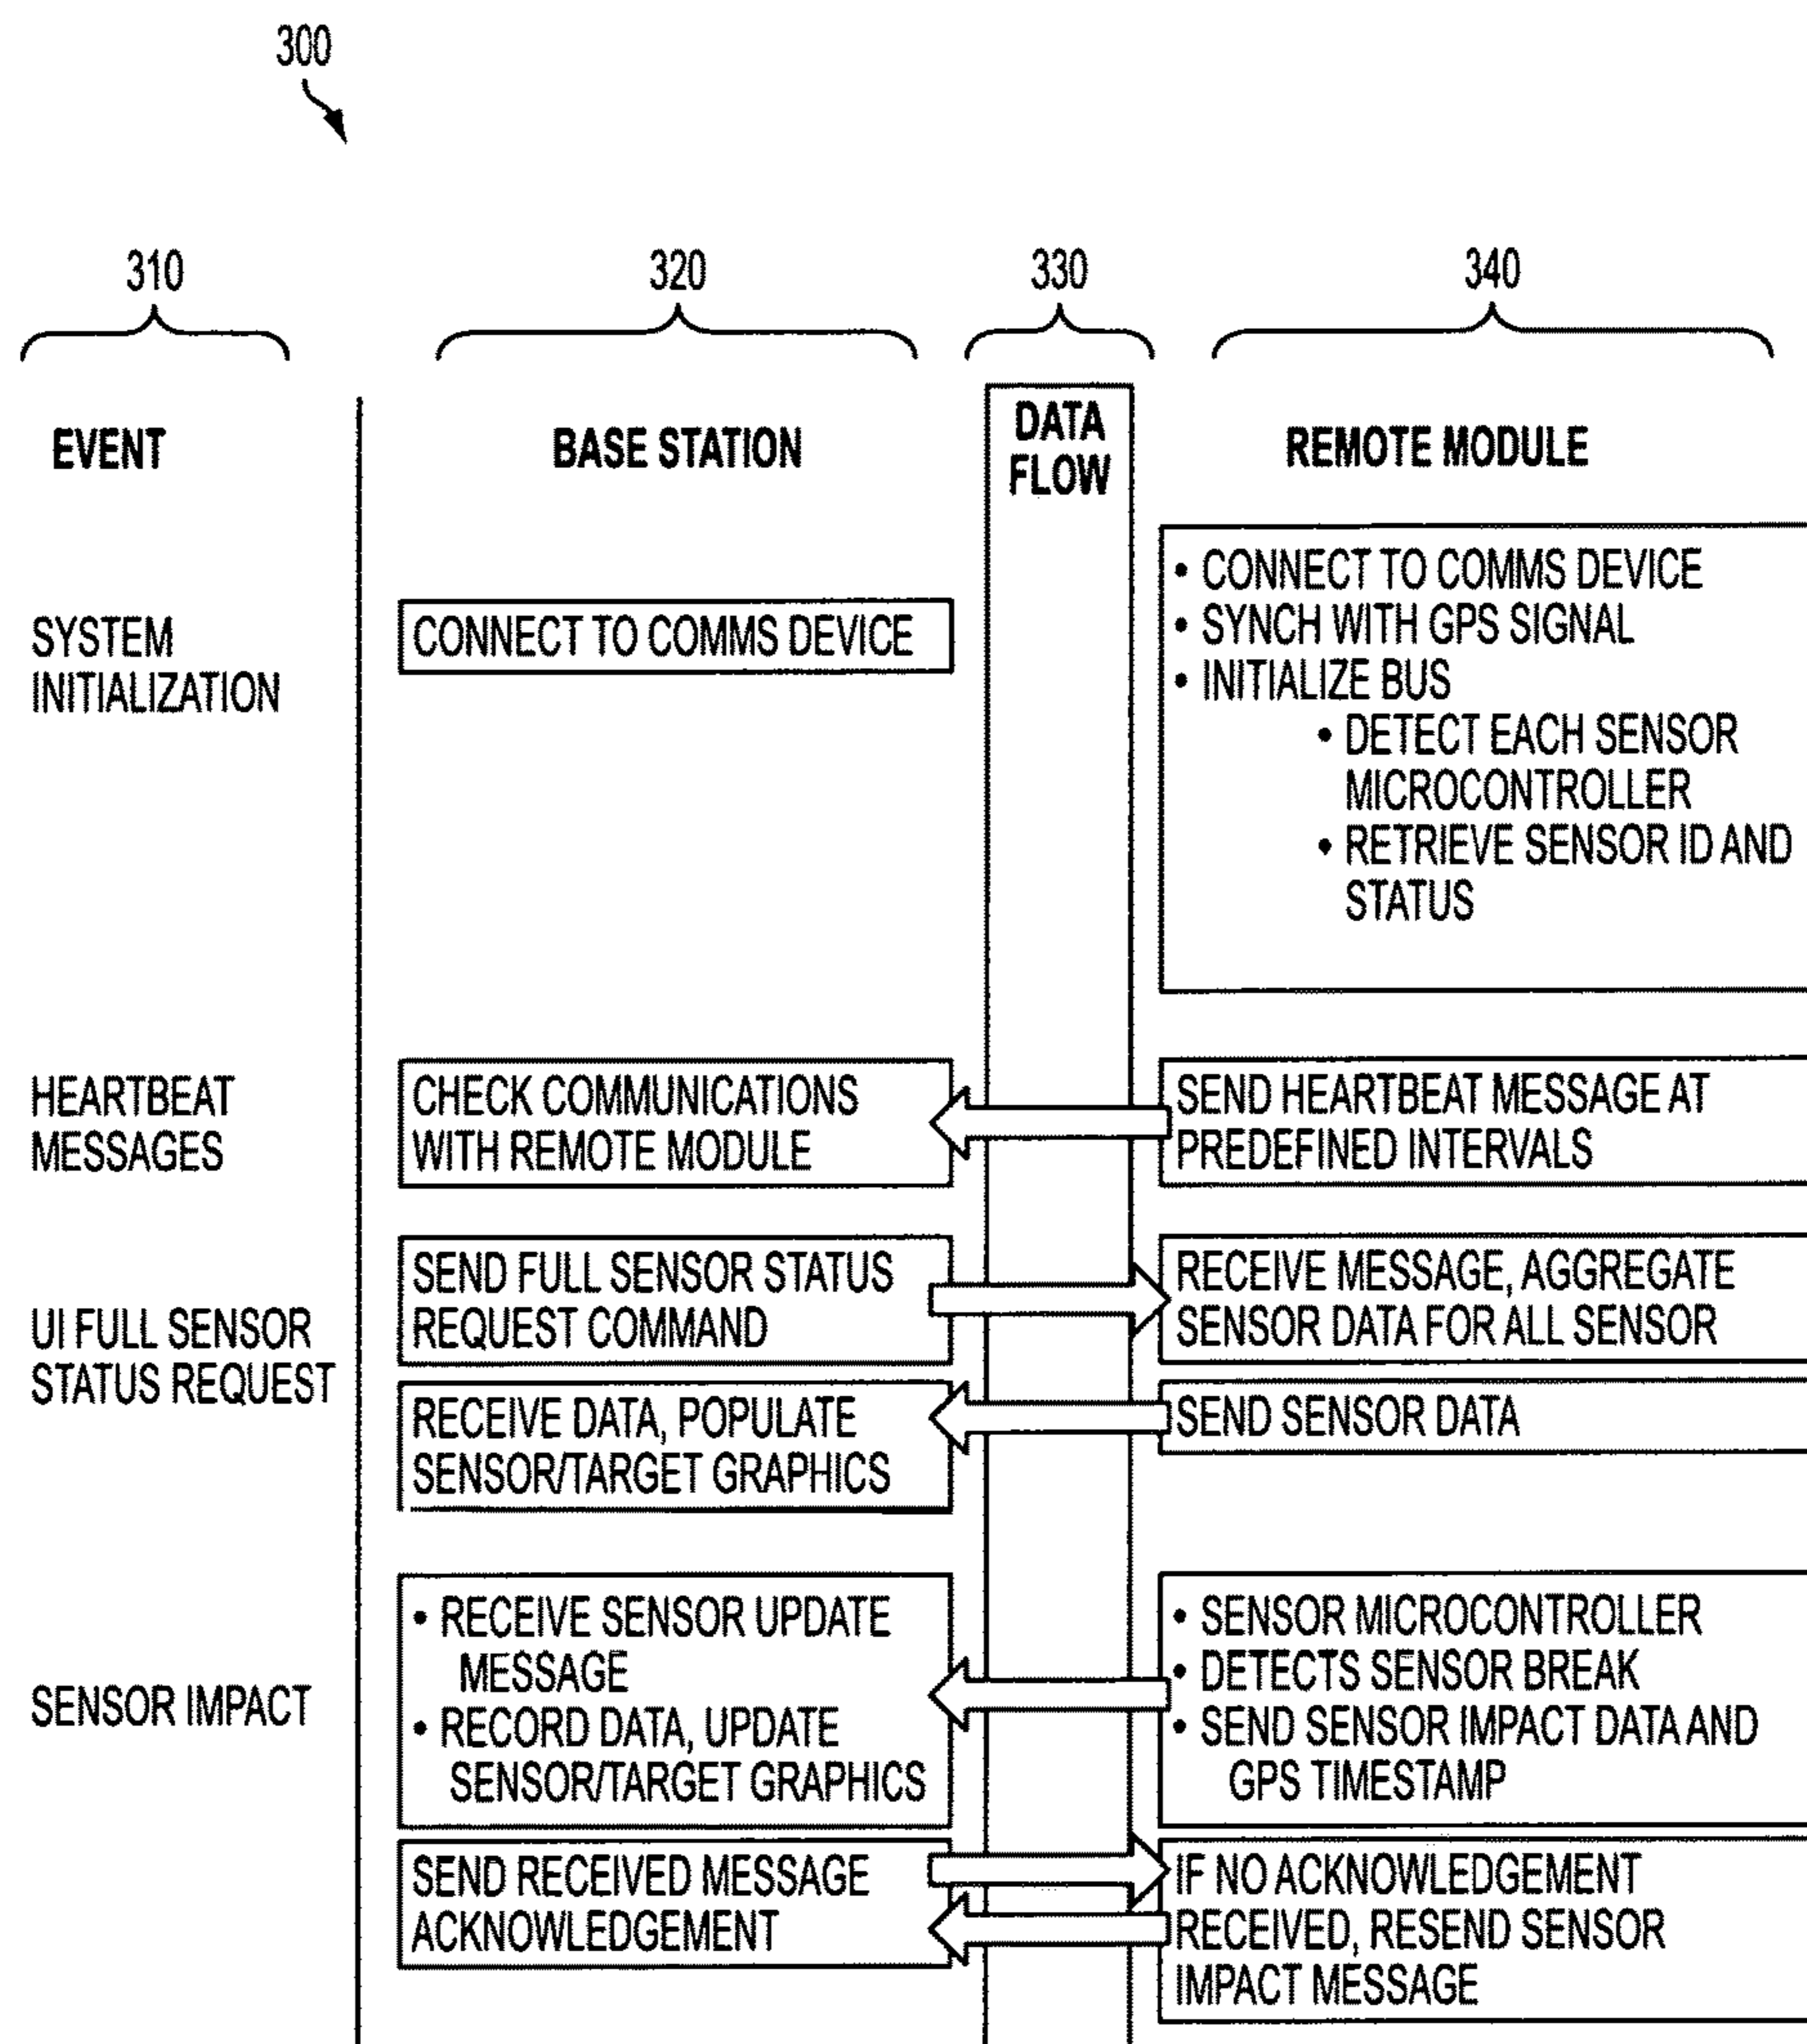 300
310
320
330
340
EVENT
BASE STATION
DATA
FLOW
REMOTE MODULE
SYSTEM
INITIALIZATION
CONNECT TO COMMS DEVICE
• CONNECT TO COMMS DEVICE
• SYNCH WITH GPS SIGNAL
• INITIALIZE BUS
• DETECT EACH SENSOR
MICROCONTROLLER
• RETRIEVE SENSOR ID AND
STATUS
HEARTBEAT
MESSAGES
CHECK COMMUNICATIONS
WITH REMOTE MODULE
SEND HEARTBEAT MESSAGE AT
PREDEFINED INTERVALS
UI FULL SENSOR
STATUS REQUEST
SEND FULL SENSOR STATUS
REQUEST COMMAND
RECEIVE MESSAGE, AGGREGATE
SENSOR DATA FOR ALL SENSOR
RECEIVE DATA, POPULATE
SENSOR/TARGET GRAPHICS
SEND SENSOR DATA
SENSOR IMPACT
• RECEIVE SENSOR UPDATE
MESSAGE
• RECORD DATA, UPDATE
SENSOR/TARGET GRAPHICS
• SENSOR MICROCONTROLLER
• DETECTS SENSOR BREAK
• SEND SENSOR IMPACT DATA AND
GPS TIMESTAMP
SEND RECEIVED MESSAGE
ACKNOWLEDGEMENT
IF NO ACKNOWLEDGEMENT
RECEIVED, RESEND SENSOR
IMPACT MESSAGE